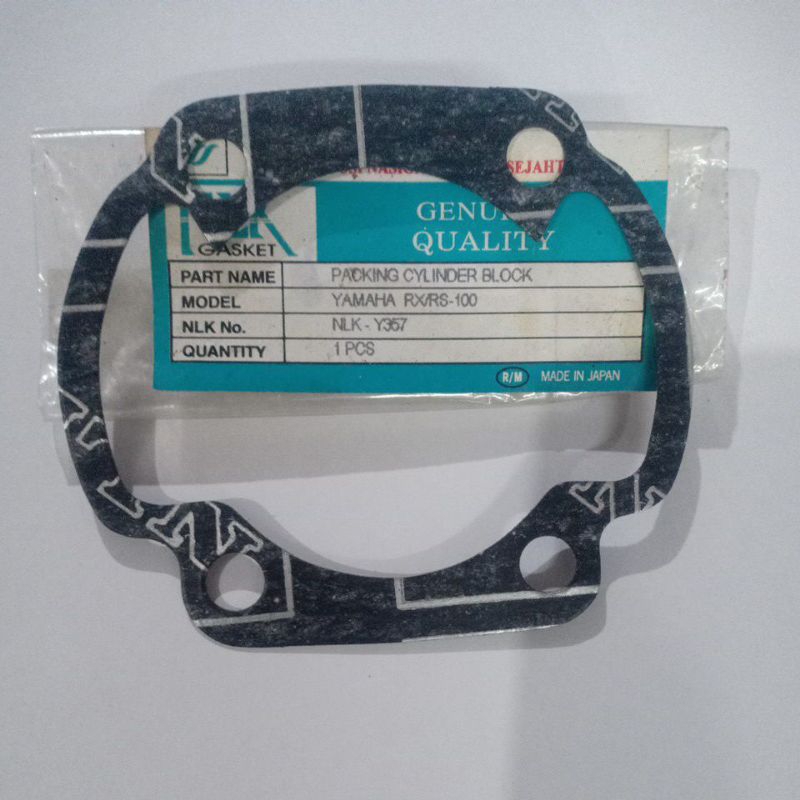 SEJAHT
GASKET
QUALITY
PART NAME PACKING CYLINDER BLOCK
MODEL YAMAHA RX/RS-100
NLK No. NLK - Y357
QUANTITY 1 PCS
R/M MADE IN JAPAN